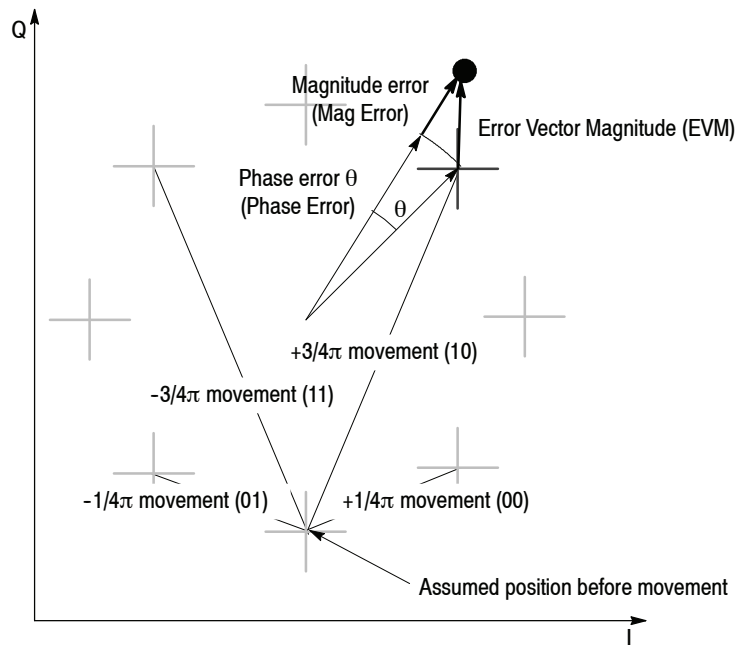 Q
Magnitude error
(Mag Error)
Error Vector Magnitude (EVM)
Phase error θ
(Phase Error)
θ
+3/4π movement (10)
-3/4π movement (11)
-1/4π movement (01)
+1/4π movement (00)
Assumed position before movement
I